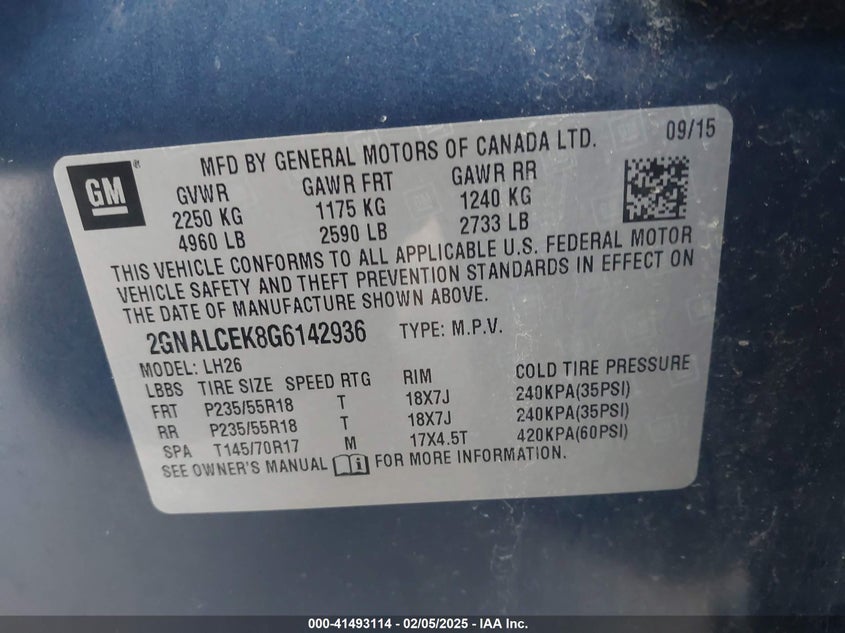 MFD BY GENERAL MOTORS OF CANADA LTD. 09/15
GM
GVWR GAWR FRT GAWR RR
2250 KG 1175 KG 1240 KG
4960 LB 2590 LB 2733 LB
THIS VEHICLE CONFORMS TO ALL APPLICABLE U.S. FEDERAL MOTOR
VEHICLE SAFETY AND THEFT PREVENTION STANDARDS IN EFFECT ON
THE DATE OF MANUFACTURE SHOWN ABOVE.
2GNALCEK8G6142936 TYPE: M.P.V.
MODEL: LH26
LBBS TIRE SIZE SPEED RTG RIM COLD TIRE PRESSURE
FRT P235/55R18 T 18X7J 240KPA(35PSI)
RR P235/55R18 T 18X7J 240KPA(35PSI)
SPA T145/70R17 M 17X4.5T 420KPA(60PSI)
SEE OWNER'S MANUAL FOR MORE INFORMATION.
000-41493114 - 02/05/2025 - IAA Inc.